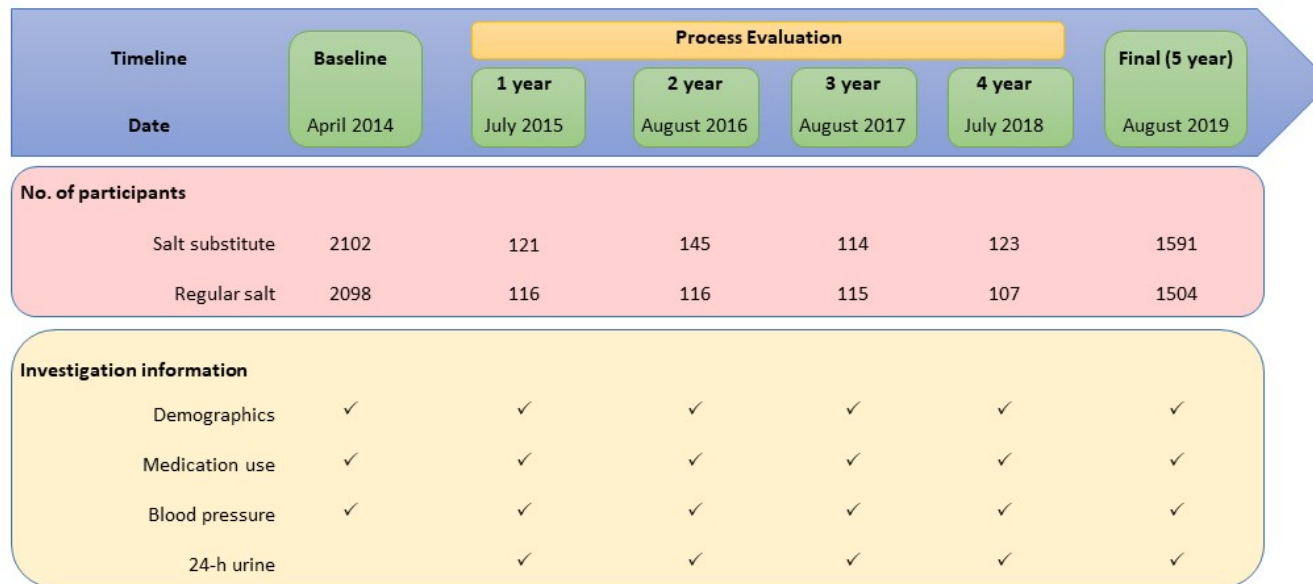 Process Evaluation
Timeline Baseline Final (5 year)
1 year 2 year 3 year 4 year
Date April 2014 July 2015 August 2016 August 2017 July 2018 August 2019
No. of participants
Salt substitute 2102 121 145 114 123 1591
Regular salt 2098 116 116 115 107 1504
Investigation information
Demographics ✓ ✓ ✓ ✓ ✓ ✓
Medication use ✓ ✓ ✓ ✓ ✓ ✓
Blood pressure ✓ ✓ ✓ ✓ ✓ ✓
24-h urine ✓ ✓ ✓ ✓ ✓